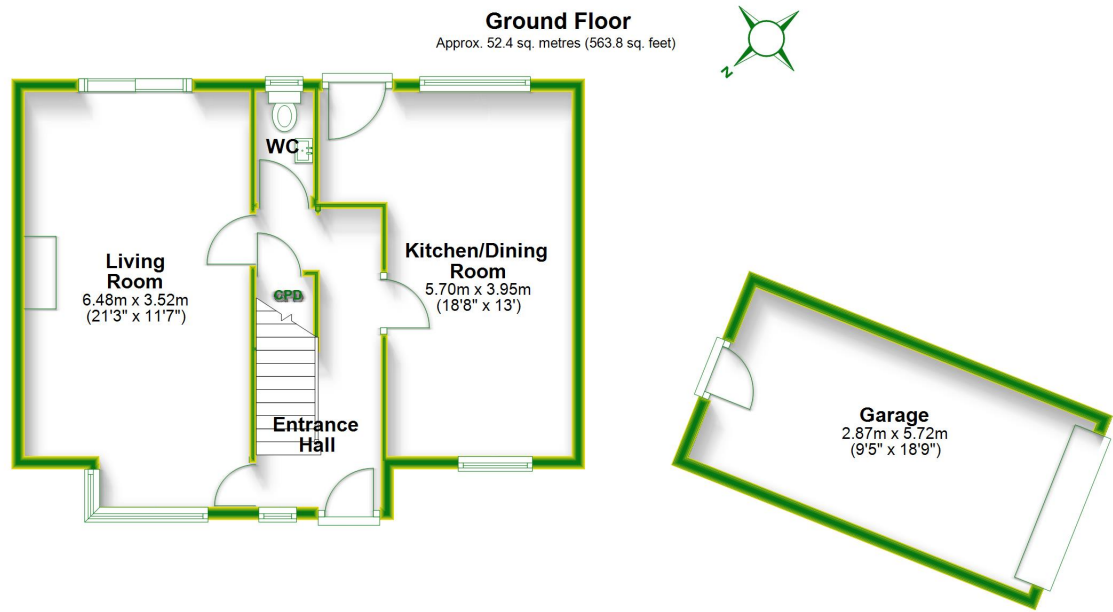 Ground Floor
Approx. 52.4 sq. metres (563.8 sq. feet)
N
WC
Living
Room
6.48m x 3.52m
(21'3" x 11'7")
Kitchen/Dining
Room
5.70m x 3.95m
(18'8" x 13')
CPD
Entrance
Hall
Garage
2.87m x 5.72m
(9'5" x 18'9")